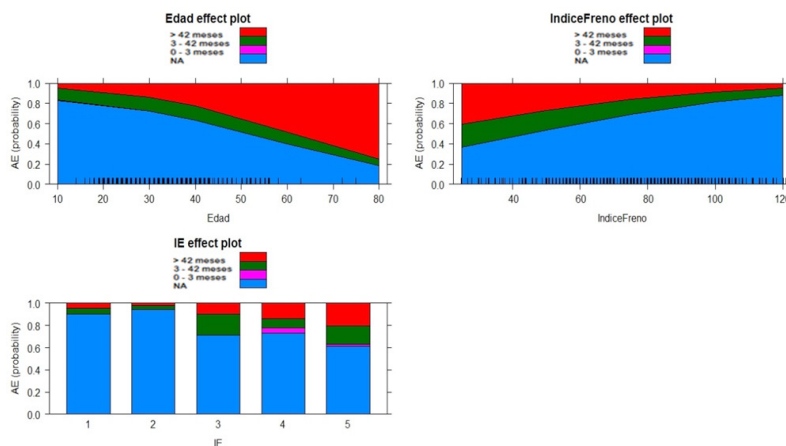 Edad effect plot
> 42 meses
3 - 42 meses
0 - 3 meses
NA
AE (probability)
1.0
0.8
0.6
0.4
0.2
0.0
10 20 30 40 50 60 70 80
Edad
IndiceFreno effect plot
> 42 meses
3 - 42 meses
0 - 3 meses
NA
AE (probability)
1.0
0.8
0.6
0.4
0.2
0.0
40 60 80 100 120
IndiceFreno
IE effect plot
> 42 meses
3 - 42 meses
0 - 3 meses
NA
AE (probability)
1.0
0.8
0.6
0.4
0.2
0.0
1 2 3 4 5
IE